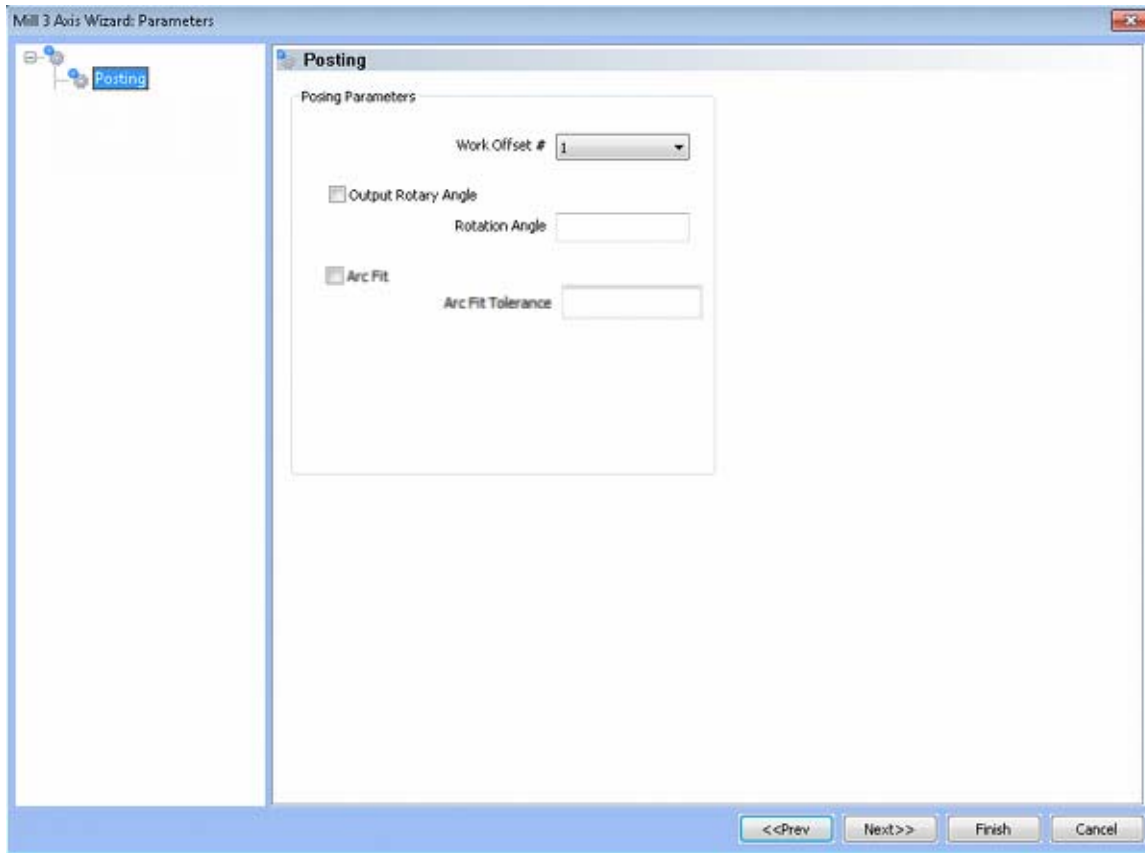 Mill 3 Axis Wizard: Parameters
Posting
Posting
Posing Parameters
Work Offset # 1
Output Rotary Angle
Rotation Angle
Arc Fit
Arc Fit Tolerance
<<Prev Next>> Finish Cancel